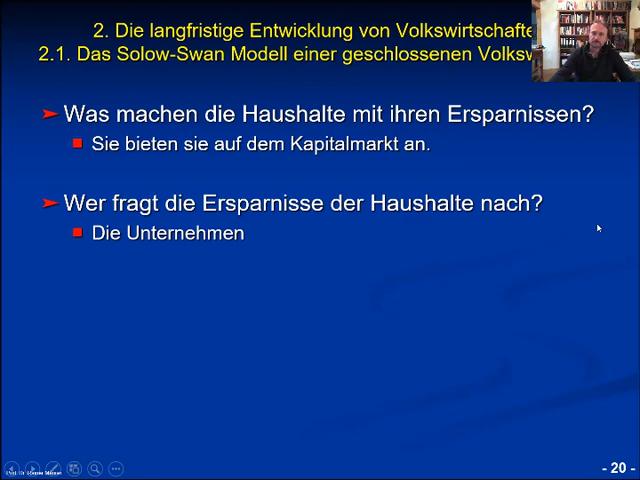 2. Die langfristige Entwicklung von Volkswirtschafte
2.1. Das Solow-Swan Modell einer geschlossenen Volksw
Was machen die Haushalte mit ihren Ersparnissen?
Sie bieten sie auf dem Kapitalmarkt an.
Wer fragt die Ersparnisse der Haushalte nach?
Die Unternehmen
Prof. Dr.
- 20 -